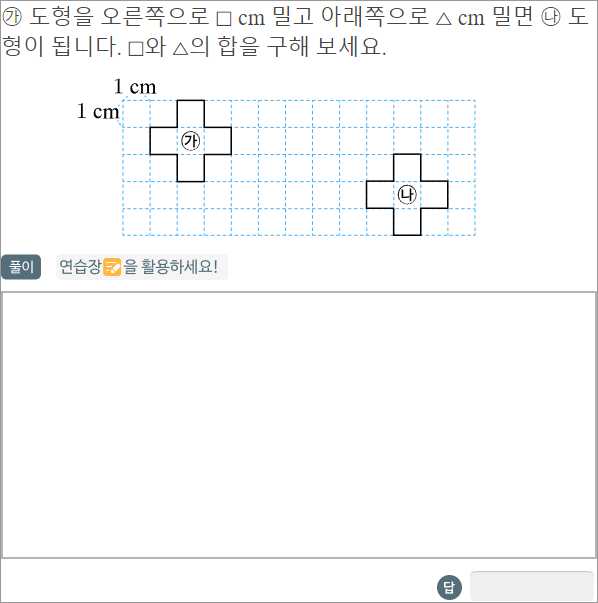 ㉮ 도형을 오른쪽으로 □ cm 밀고 아래쪽으로 △ cm 밀면 ㉯ 도
형이 됩니다. □와 △의 합을 구해 보세요.
1 cm
1 cm
㉮
㉯
풀이 연습장을 활용하세요!
답